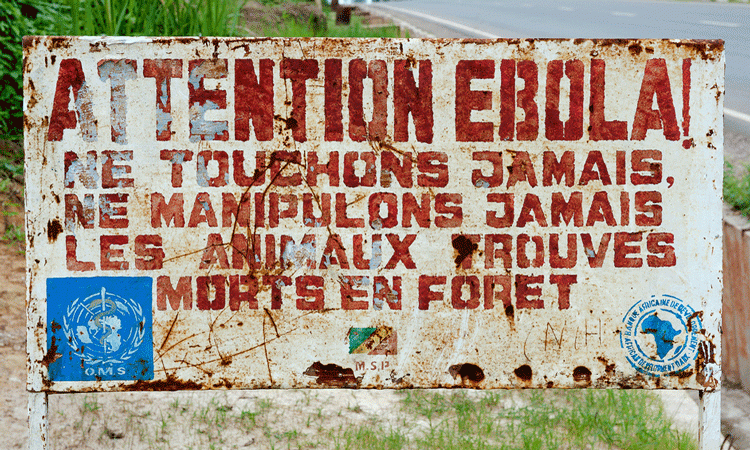 ATTENTION EBOLA!
NE TOUCHONS JAMAIS,
NE MANIPULONS JAMAIS
LES ANIMAUX TROUVES
MORTS EN FORET
O.M.S
M.S.P